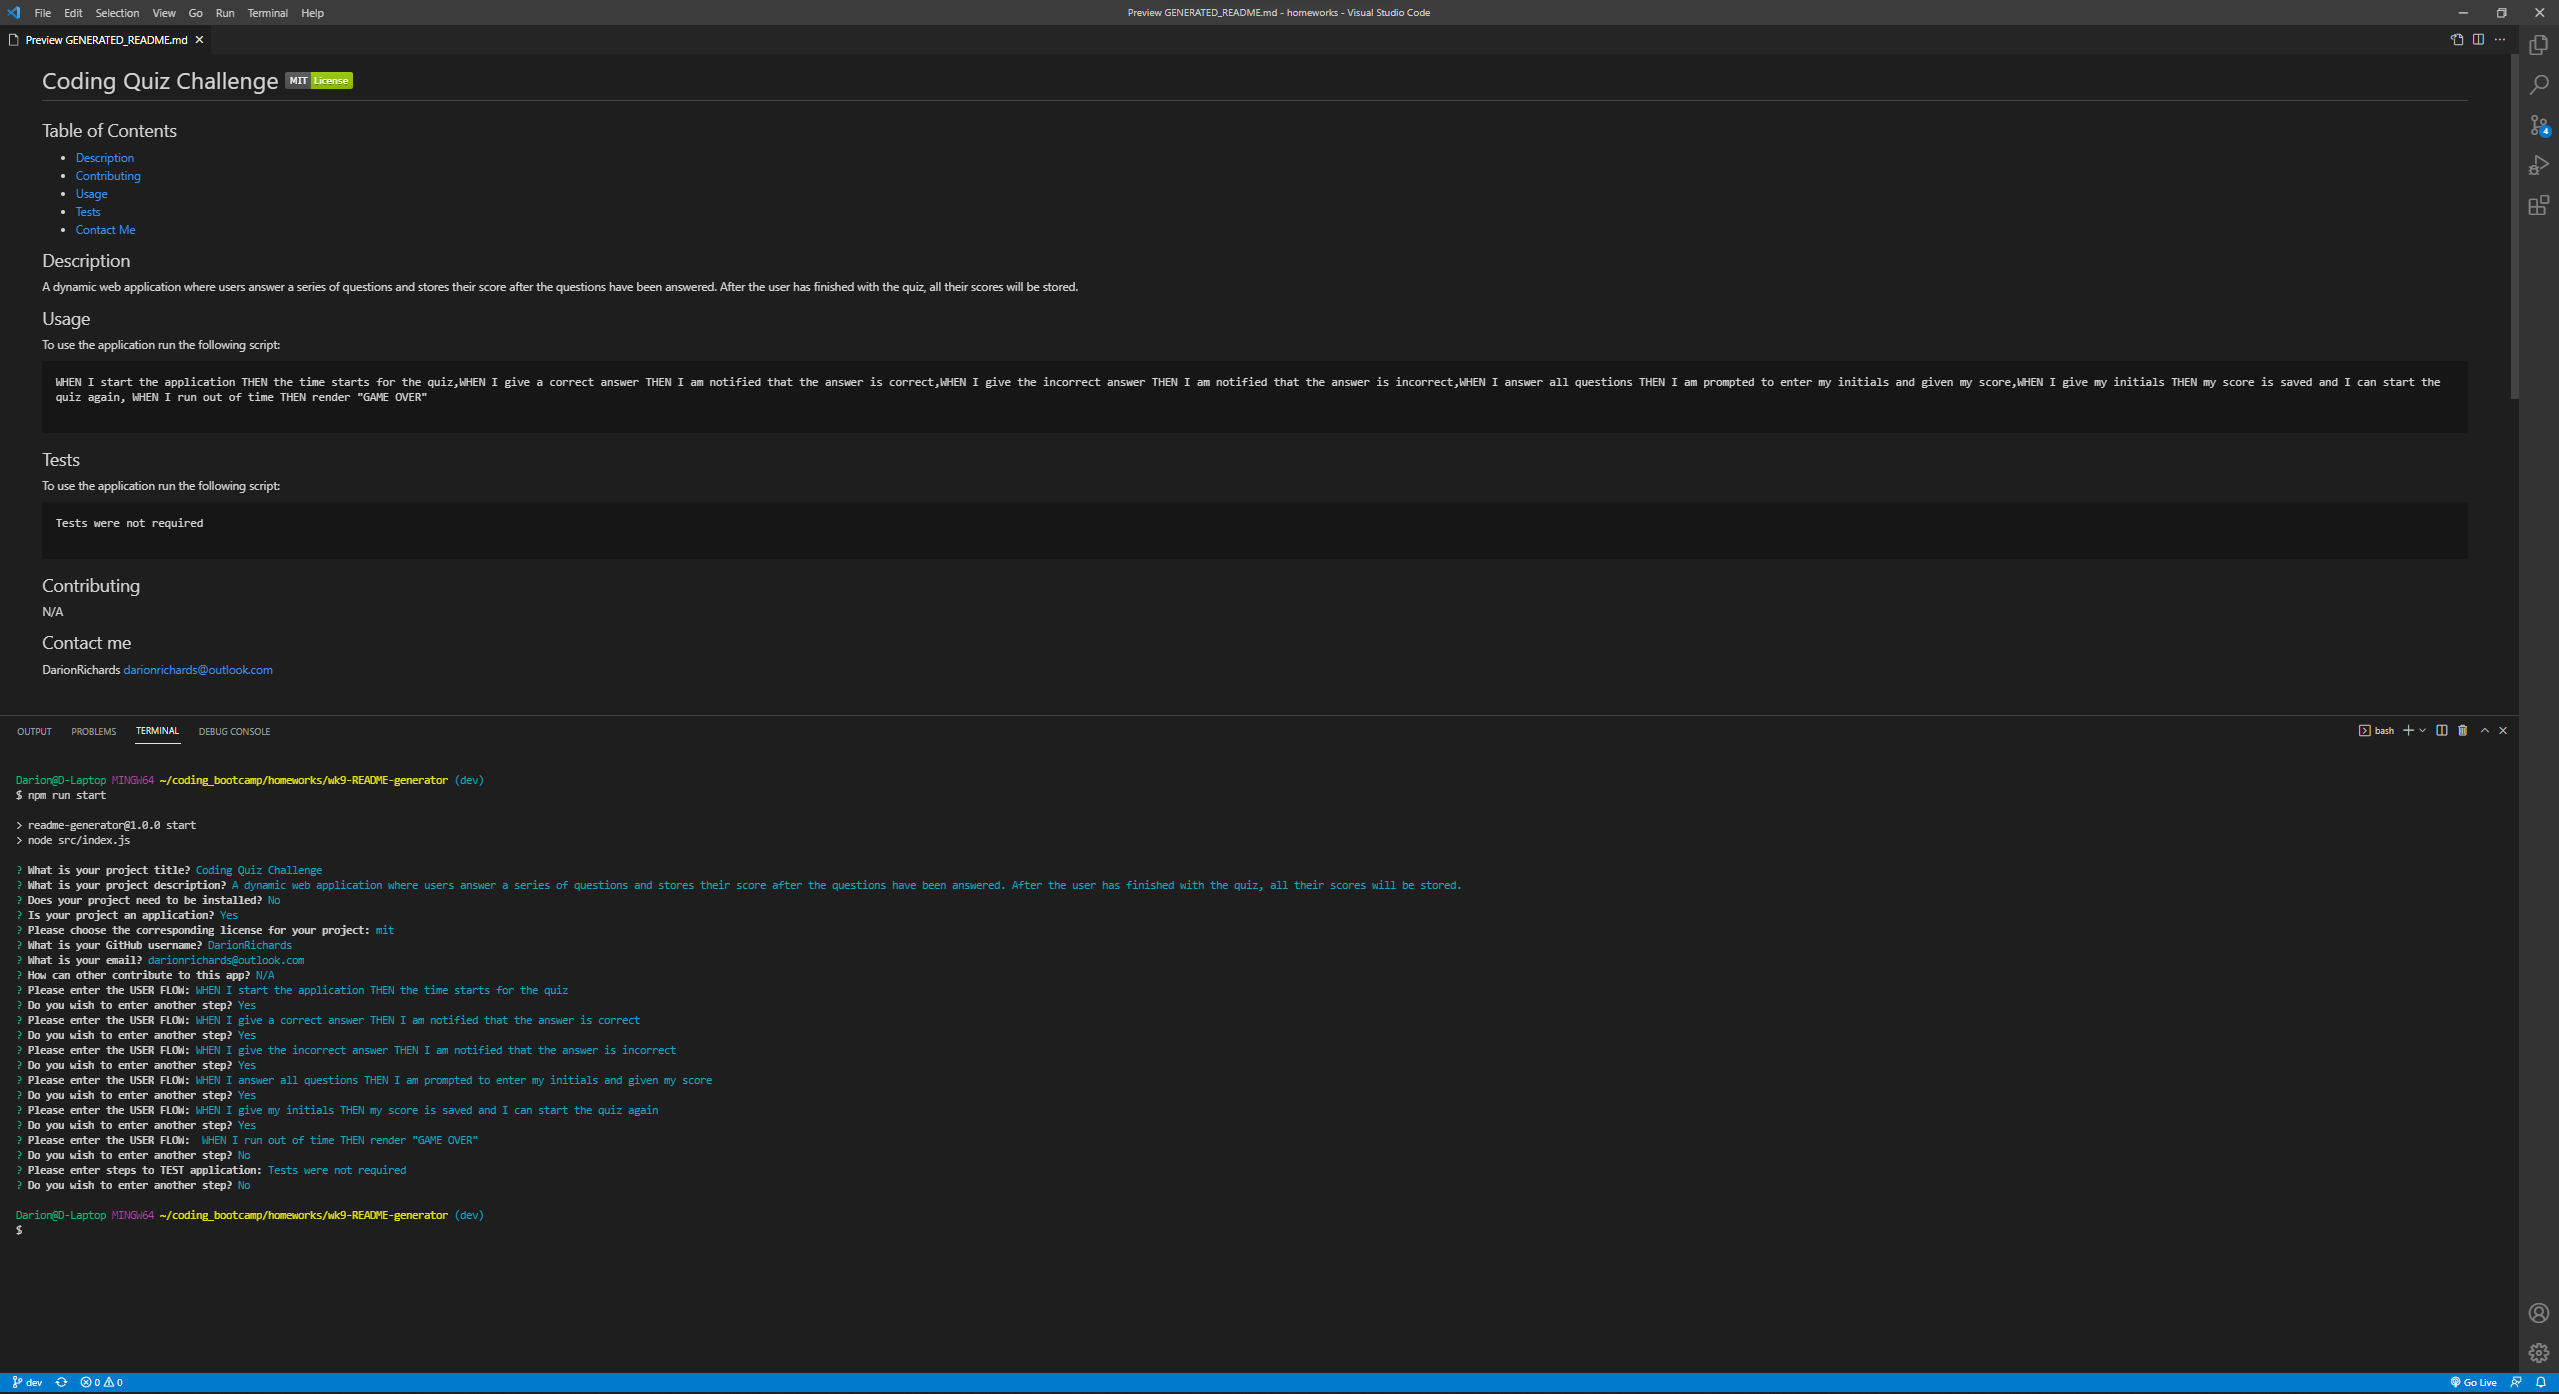 File Edit Selection View Go Run Terminal Help
Preview GENERATED_README.md - homeworks - Visual Studio Code
Preview GENERATED_README.md
Coding Quiz Challenge MIT License
Table of Contents
Description
Contributing
Usage
Tests
Contact Me
Description
A dynamic web application where users answer a series of questions and stores their score after the questions have been answered. After the user has finished with the quiz, all their scores will be stored.
Usage
To use the application run the following script:
WHEN I start the application THEN the time starts for the quiz,WHEN I give a correct answer THEN I am notified that the answer is correct,WHEN I give the incorrect answer THEN I am notified that the answer is incorrect,WHEN I answer all questions THEN I am prompted to enter my initials and given my score,WHEN I give my initials THEN my score is saved and I can start the
quiz again, WHEN I run out of time THEN render "GAME OVER"
Tests
To use the application run the following script:
Tests were not required
Contributing
N/A
Contact me
DarionRichards darionrichards@outlook.com
OUTPUT PROBLEMS TERMINAL DEBUG CONSOLE
bash
Darion@D-Laptop MINGW64 ~/coding_bootcamp/homeworks/wk9-README-generator (dev)
$ npm run start
> readme-generator@1.0.0 start
> node src/index.js
? What is your project title? Coding Quiz Challenge
? What is your project description? A dynamic web application where users answer a series of questions and stores their score after the questions have been answered. After the user has finished with the quiz, all their scores will be stored.
? Does your project need to be installed? No
? Is your project an application? Yes
? Please choose the corresponding license for your project: mit
? What is your GitHub username? DarionRichards
? What is your email? darionrichards@outlook.com
? How can other contribute to this app? N/A
? Please enter the USER FLOW: WHEN I start the application THEN the time starts for the quiz
? Do you wish to enter another step? Yes
? Please enter the USER FLOW: WHEN I give a correct answer THEN I am notified that the answer is correct
? Do you wish to enter another step? Yes
? Please enter the USER FLOW: WHEN I give the incorrect answer THEN I am notified that the answer is incorrect
? Do you wish to enter another step? Yes
? Please enter the USER FLOW: WHEN I answer all questions THEN I am prompted to enter my initials and given my score
? Do you wish to enter another step? Yes
? Please enter the USER FLOW: WHEN I give my initials THEN my score is saved and I can start the quiz again
? Do you wish to enter another step? Yes
? Please enter the USER FLOW:  WHEN I run out of time THEN render "GAME OVER"
? Do you wish to enter another step? No
? Please enter steps to TEST application: Tests were not required
? Do you wish to enter another step? No
Darion@D-Laptop MINGW64 ~/coding_bootcamp/homeworks/wk9-README-generator (dev)
$
4
dev 0 0 Go Live